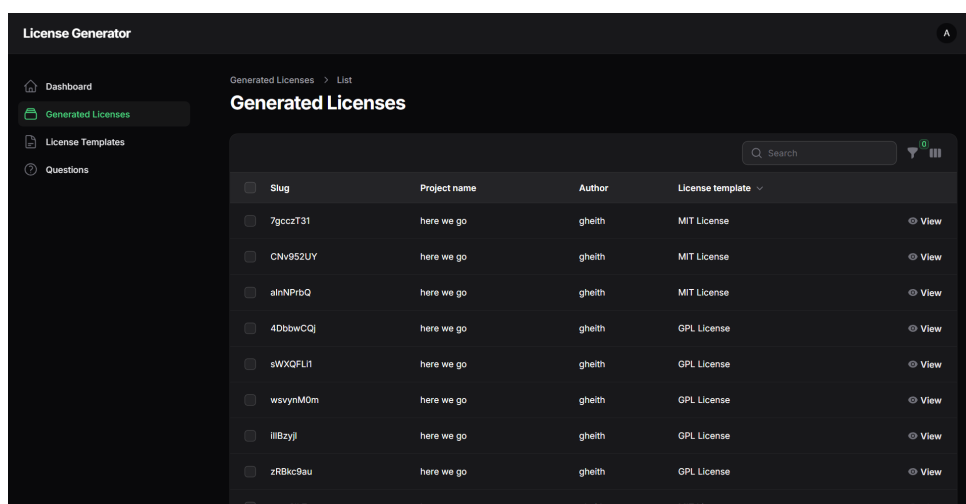 License Generator
A
Dashboard
Generated Licenses
License Templates
Questions
Generated Licenses > List
Generated Licenses
Search
0
Slug Project name Author License template
7gcczT31 here we go gheith MIT License View
CNv952UY here we go gheith MIT License View
here we go gheith MIT License View
4DbbwCQj here we go gheith GPL License View
sWXQFLi1 here we go gheith GPL License View
wsvynM0m here we go gheith GPL License View
here we go gheith GPL License View
zRBkc9au here we go gheith GPL License View